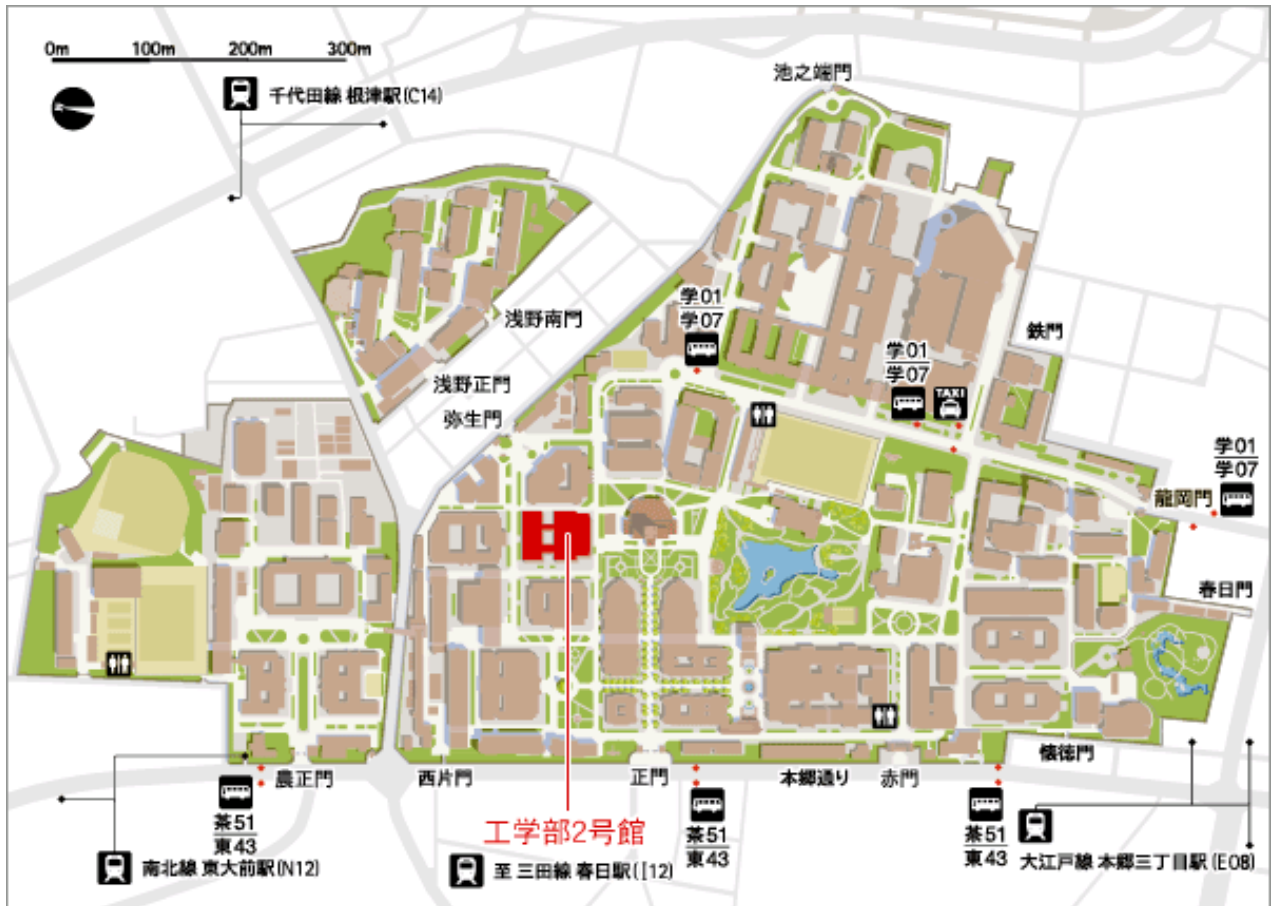 0m 100m 200m 300m
千代田線 根津駅(C14)
池之端門
浅野南門
学01
学07
鉄門
学01
学07
TAXI
浅野正門
弥生門
学01
学07
龍岡門
春日門
農正門
西片門
正門
本郷通り
赤門
懐徳門
茶51
東43
工学部2号館
茶51
東43
茶51
東43
南北線 東大前駅(N12)
至 三田線 春日駅(I12)
大江戸線 本郷三丁目駅(E08)